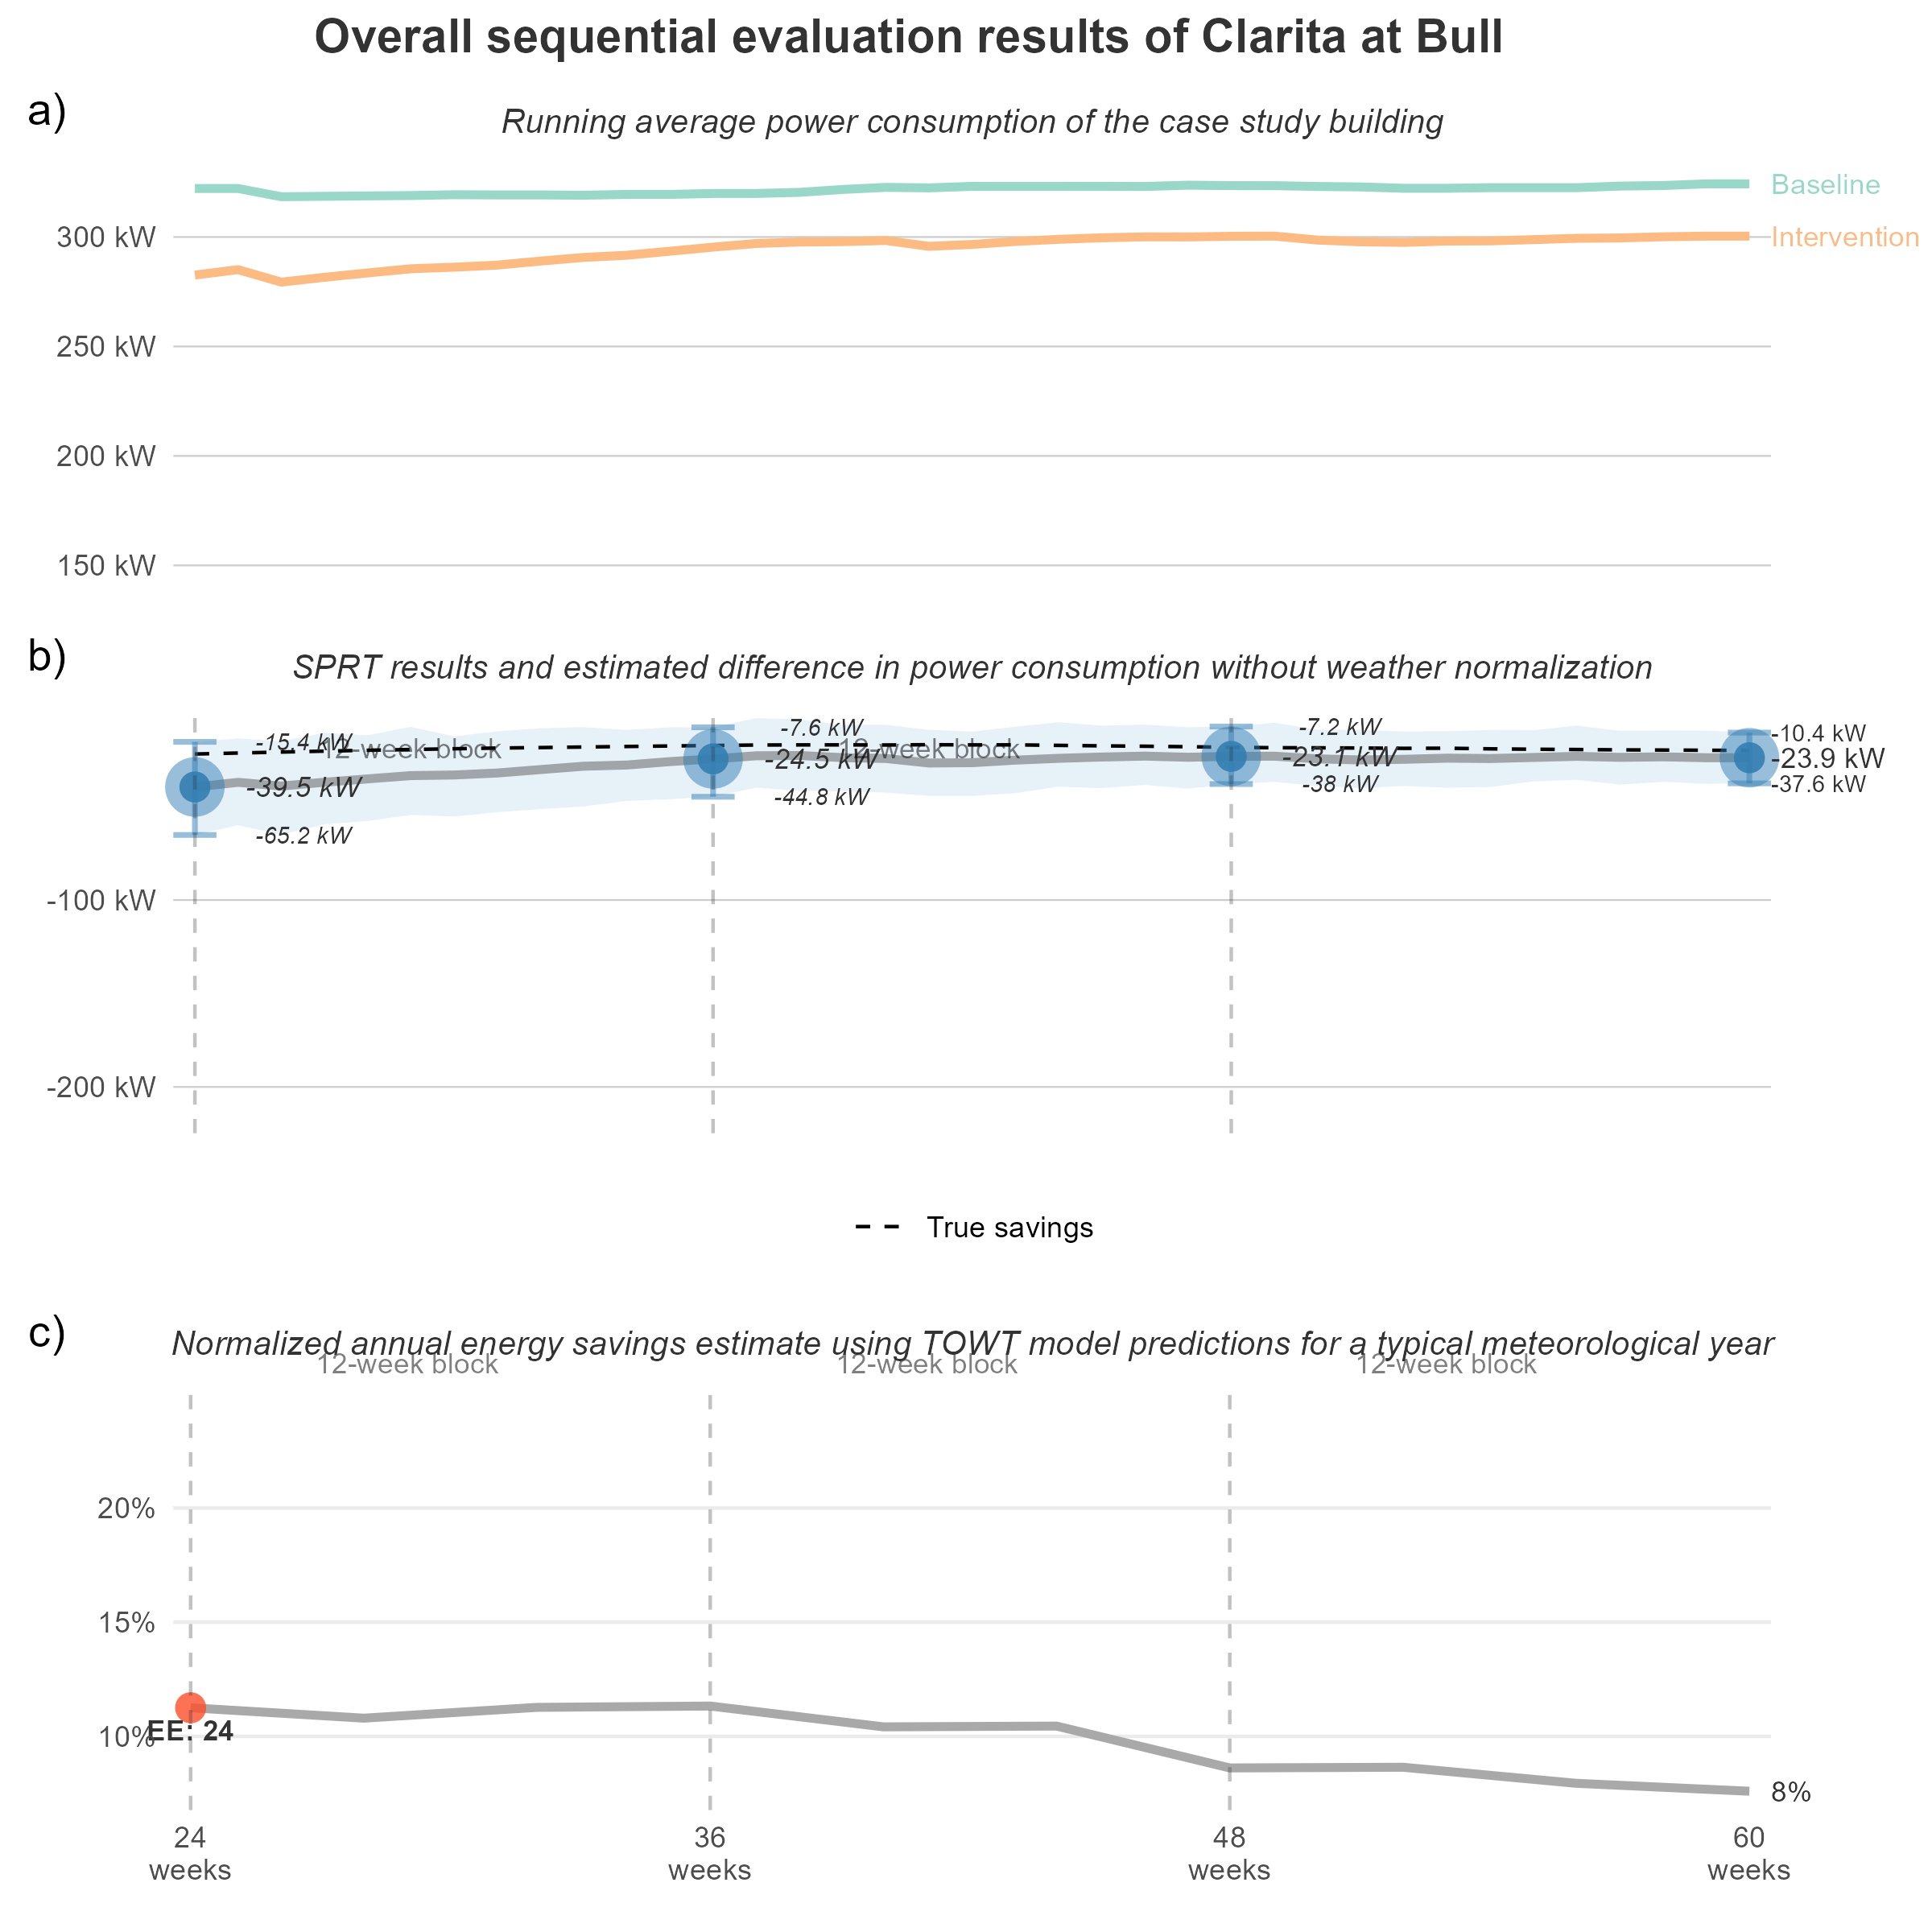 Overall sequential evaluation results of Clarita at Bull
a)
Running average power consumption of the case study building
Baseline
300 kW
Intervention
250 kW
200 kW
150 kW
b)
SPRT results and estimated difference in power consumption without weather normalization
-15.4 kW
12-week block
-39.5 kW
-65.2 kW
-7.6 kW
12-week block
-24.5 kW
-44.8 kW
-7.2 kW
-23.1 kW
-38 kW
-10.4 kW
-23.9 kW
-37.6 kW
-100 kW
-200 kW
True savings
c)
Normalized annual energy savings estimate using TOWT model predictions for a typical meteorological year
12-week block
12-week block
12-week block
20%
15%
10%
EE: 24
8%
24
weeks
36
weeks
48
weeks
60
weeks